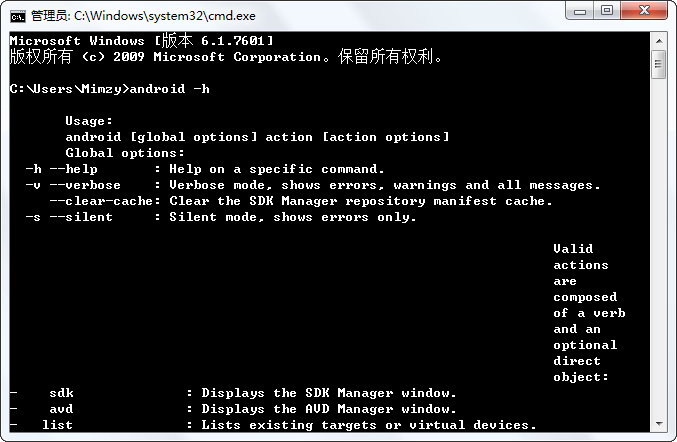 管理员: C:\Windows\system32\cmd.exe
Microsoft Windows [版本 6.1.7601]
版权所有 (c) 2009 Microsoft Corporation。保留所有权利。
C:\Users\Mimzy>android -h
Usage:
android [global options] action [action options]
Global options:
-h --help : Help on a specific command.
-v --verbose : Verbose mode, shows errors, warnings and all messages.
--clear-cache: Clear the SDK Manager repository manifest cache.
-s --silent : Silent mode, shows errors only.
Valid
actions
are
composed
of a verb
and an
optional
direct
object:
- sdk : Displays the SDK Manager window.
- avd : Displays the AVD Manager window.
- list : Lists existing targets or virtual devices.